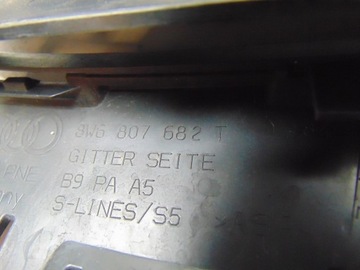 8W6 807 682 T
GITTER SEITE
B9 PA A5
S-LINES/S5